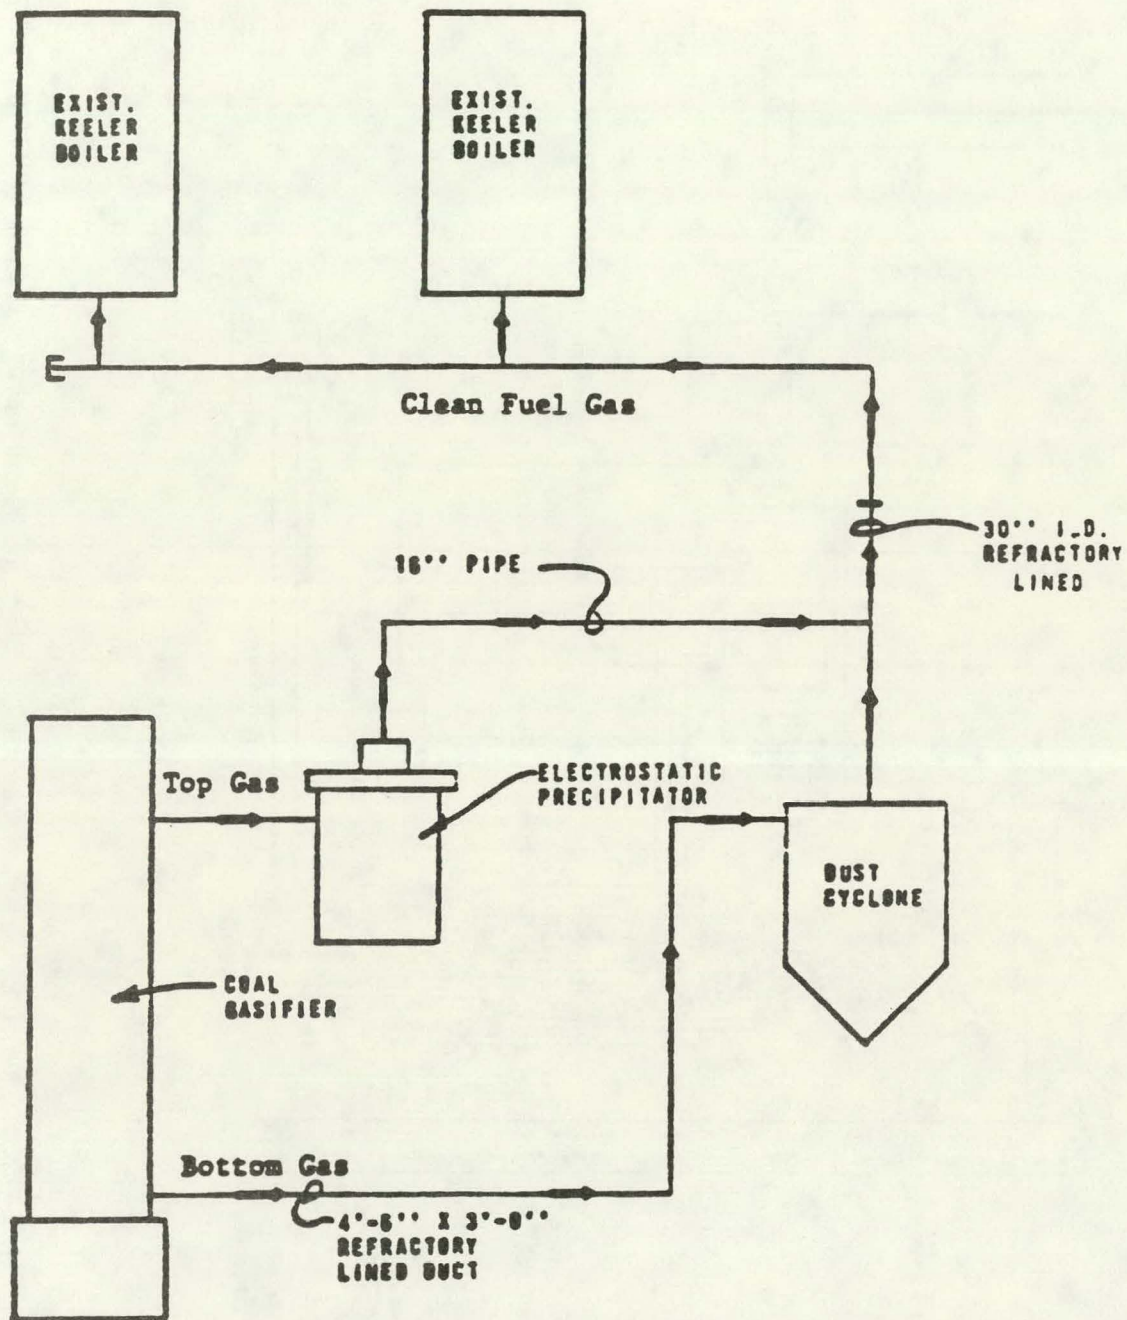 EXIST.
KEELER
BOILER
EXIST.
KEELER
BOILER
Clean Fuel Gas
30'' I.D.
REFRACTORY
LINED
16'' PIPE
Top Gas
ELECTROSTATIC
PRECIPITATOR
DUST
CYCLONE
COAL
GASIFIER
Bottom Gas
4'-6'' X 3'-0''
REFRACTORY
LINED DUCT